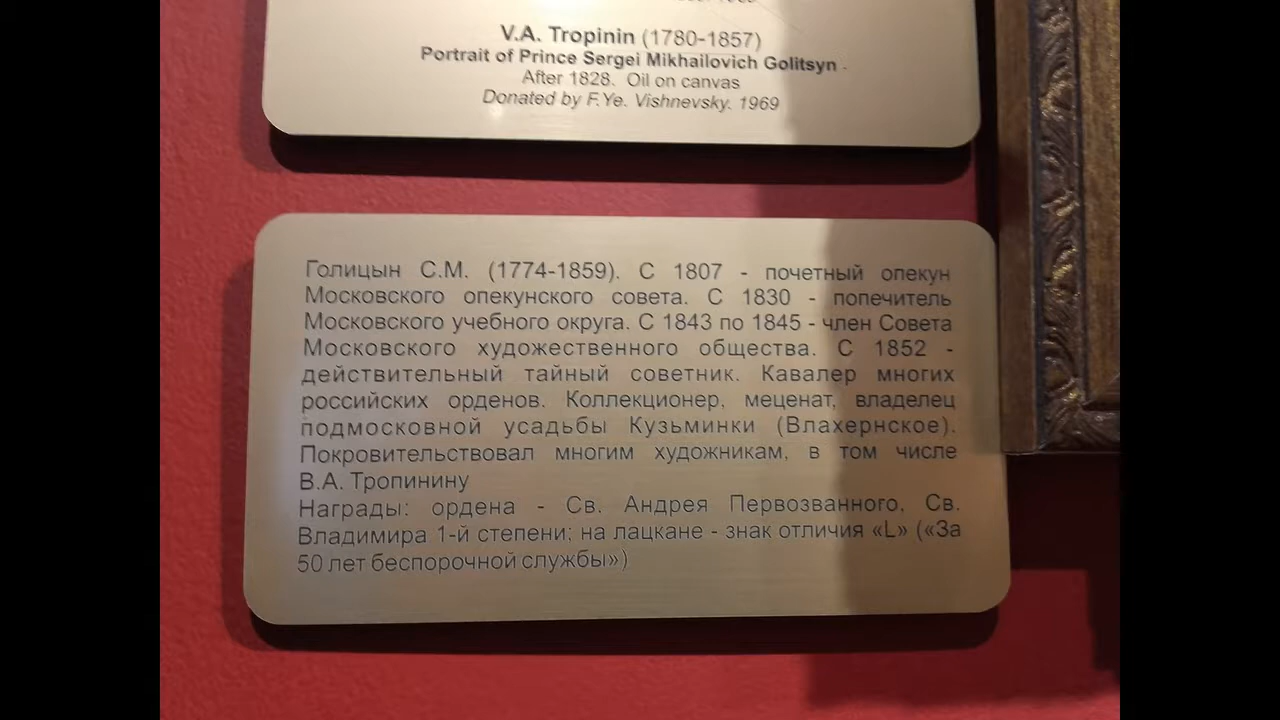 V.A. Tropinin (1780-1857)
Portrait of Prince Sergei Mikhailovich Golitsyn
After 1828. Oil on canvas
Donated by F.Ye. Vishnevsky. 1969
Голицын С.М. (1774-1859). С 1807 - почетный опекун
Московского опекунского совета. С 1830 - попечитель
Московского учебного округа. С 1843 по 1845 - член Совета
Московского художественного общества. С 1852 -
действительный тайный советник. Кавалер многих
российских орденов. Коллекционер, меценат, владелец
подмосковной усадьбы Кузьминки (Влахернское).
Покровительствовал многим художникам, в том числе
В.А. Тропинину
Награды: ордена - Св. Андрея Первозванного, Св.
Владимира 1-й степени; на лацкане - знак отличия «L» («За
50 лет беспорочной службы»)